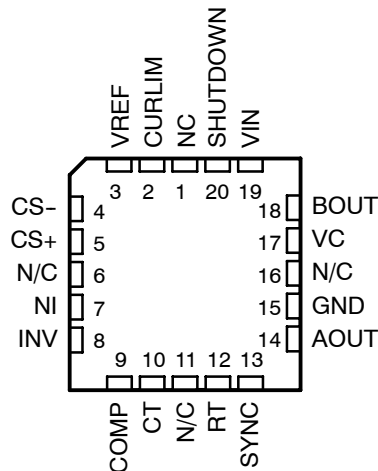 VREF
CURLIM
NC
SHUTDOWN
VIN
3 2 1 20 19
CS− 4
CS+ 5
N/C 6
NI 7
INV 8
18 BOUT
17 VC
16 N/C
15 GND
14 AOUT
9 10 11 12 13
COMP
CT
N/C
RT
SYNC